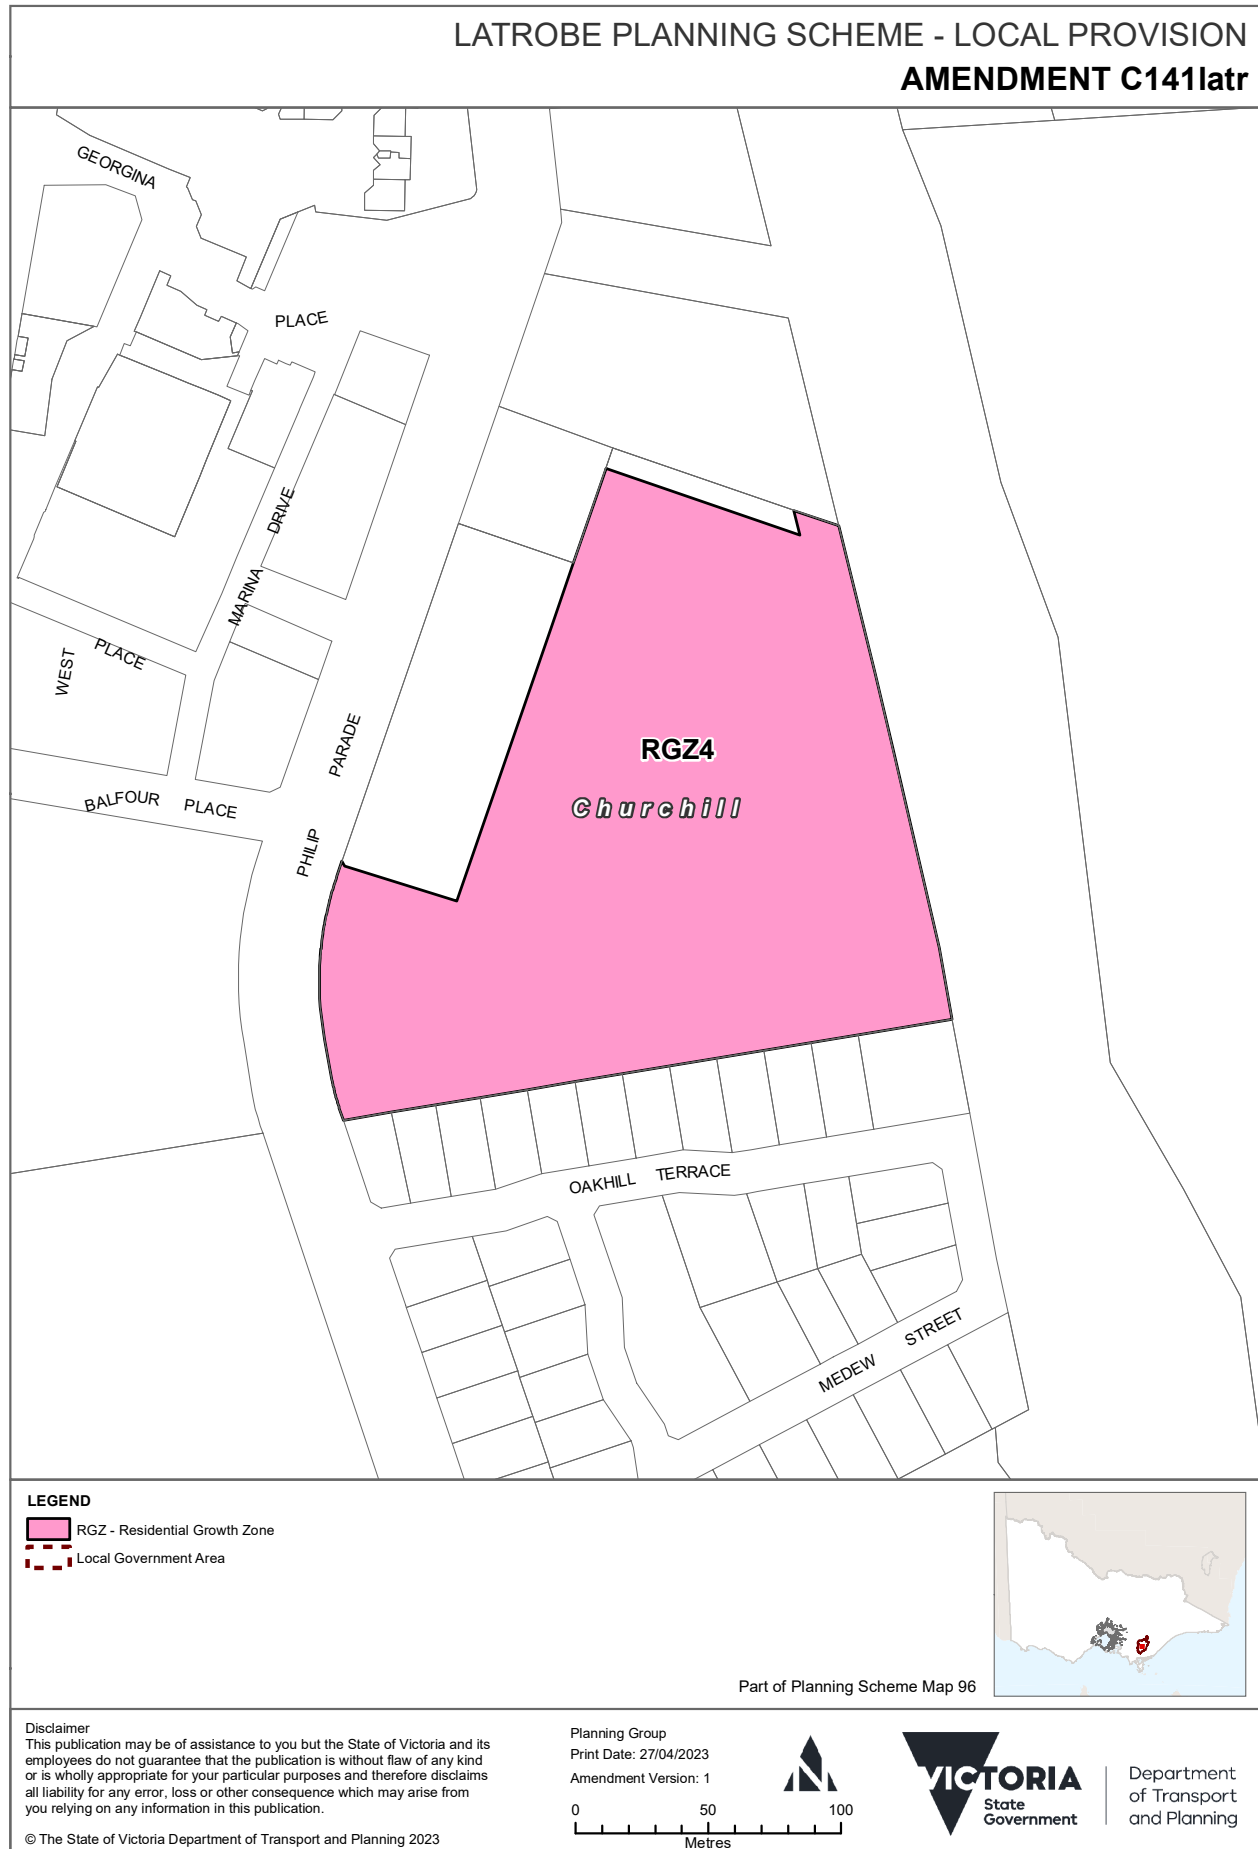 LATROBE PLANNING SCHEME - LOCAL PROVISION
AMENDMENT C141latr
GEORGINA
PLACE
DRIVE
MARINA
PLACE
WEST
PARADE
RGZ4
Churchill
BALFOUR PLACE
PHILIP
OAKHILL TERRACE
STREET
MEDEW
LEGEND
RGZ - Residential Growth Zone
Local Government Area
Part of Planning Scheme Map 96
Disclaimer
This publication may be of assistance to you but the State of Victoria and its
employees do not guarantee that the publication is without flaw of any kind
or is wholly appropriate for your particular purposes and therefore disclaims
all liability for any error, loss or other consequence which may arise from
you relying on any information in this publication.
© The State of Victoria Department of Transport and Planning 2023
Planning Group
Print Date: 27/04/2023
Amendment Version: 1
0 50 100
Metres
N
VICTORIA
State
Government
Department
of Transport
and Planning